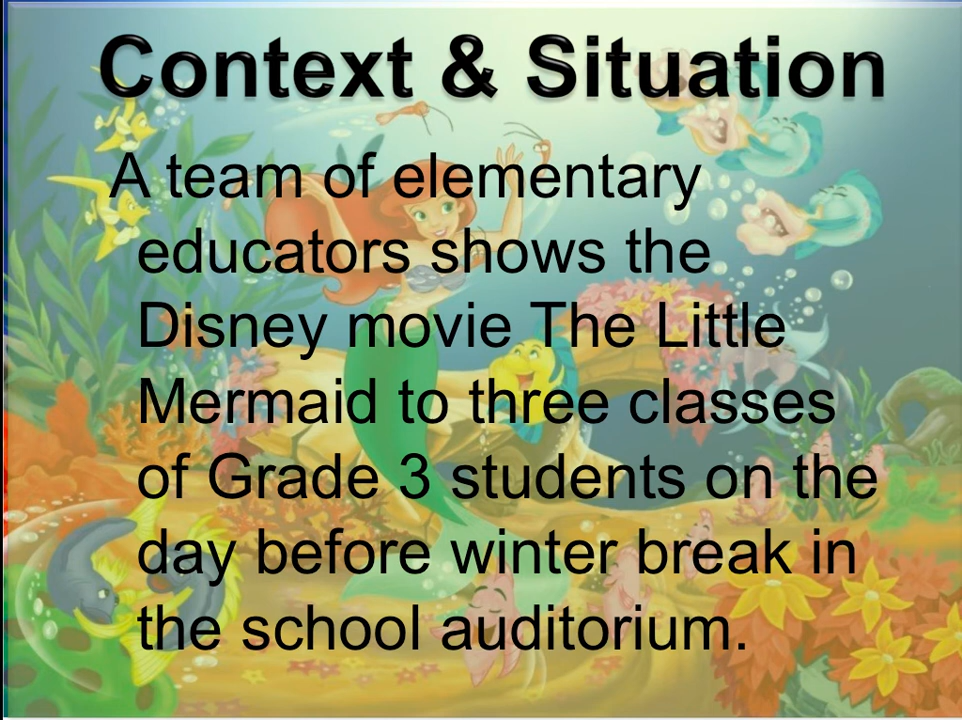 Context & Situation
A team of elementary
educators shows the
Disney movie The Little
Mermaid to three classes
of Grade 3 students on the
day before winter break in
the school auditorium.